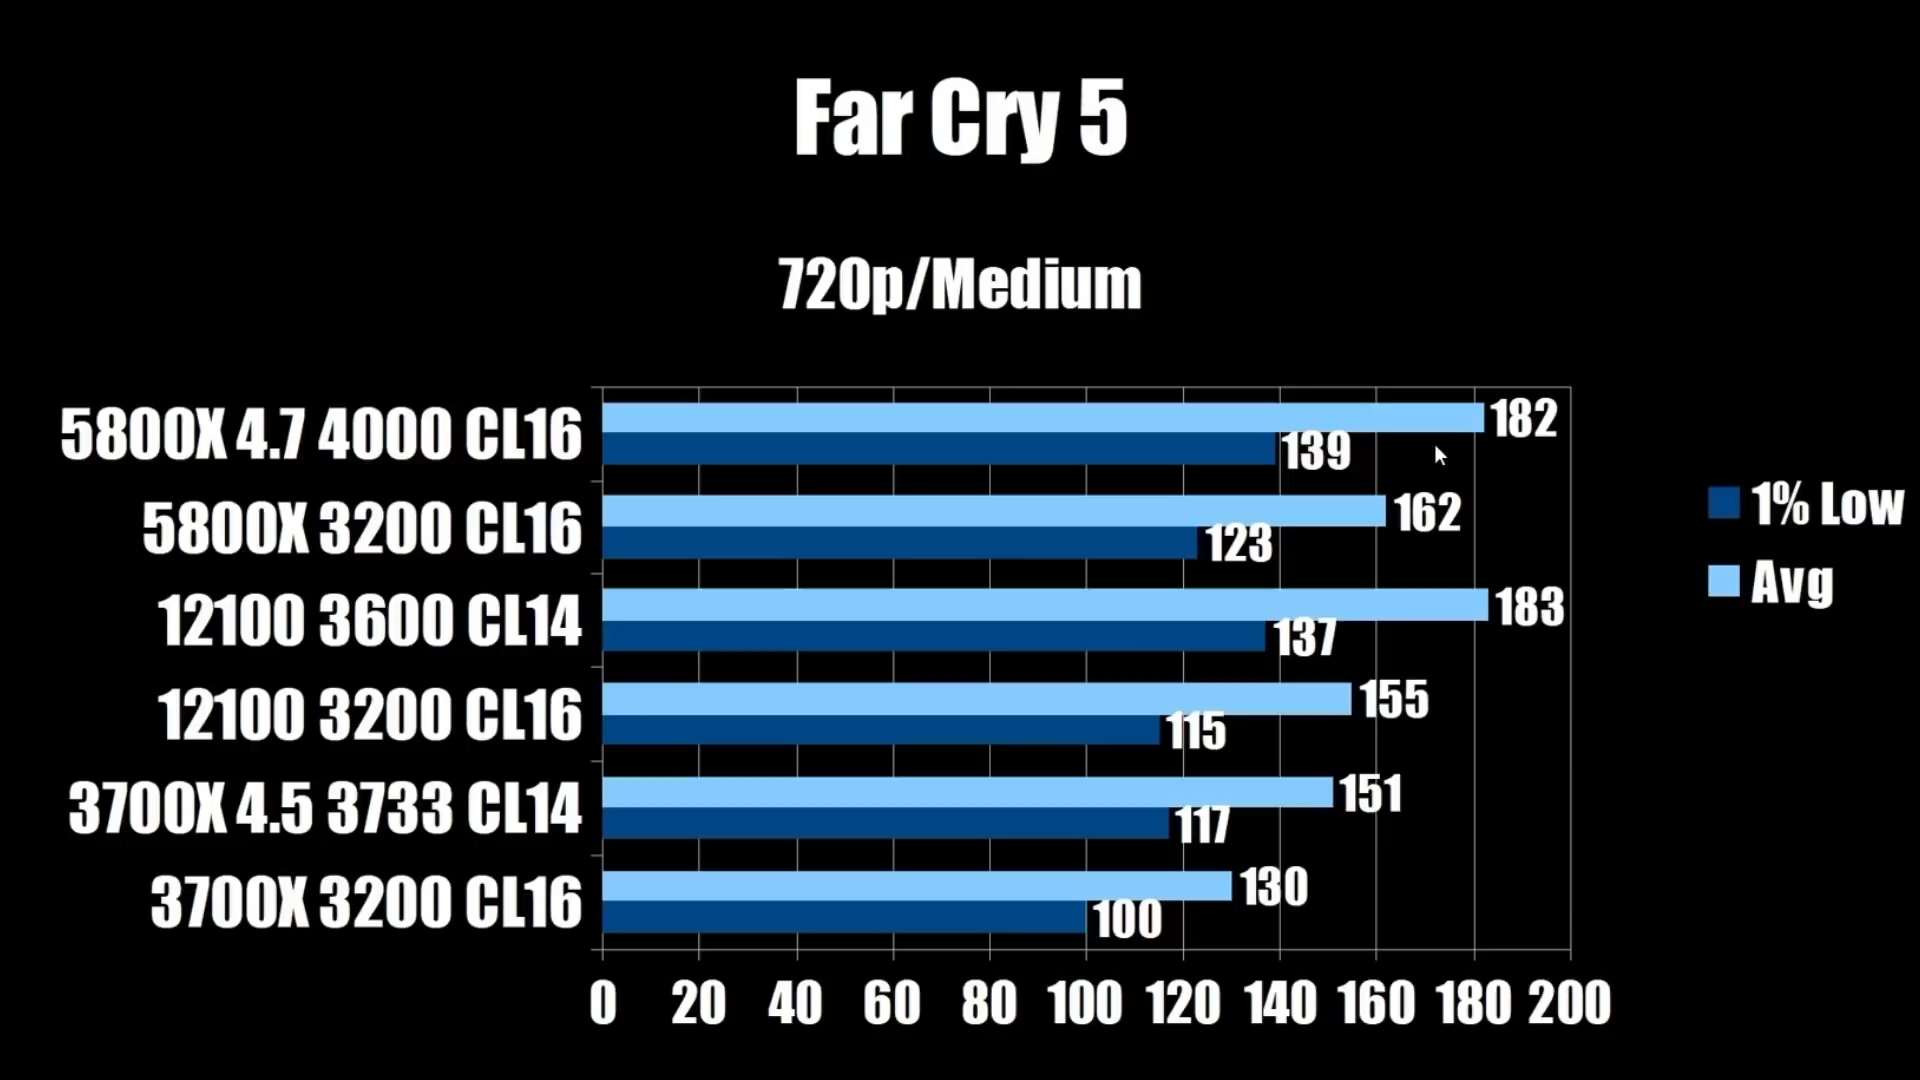 Far Cry 5
720p/Medium
5800X 4.7 4000 CL16
182
139
5800X 3200 CL16
162
123
12100 3600 CL14
183
137
12100 3200 CL16
155
115
3700X 4.5 3733 CL14
151
117
3700X 3200 CL16
130
100
0 20 40 60 80 100 120 140 160 180 200
1% Low
Avg